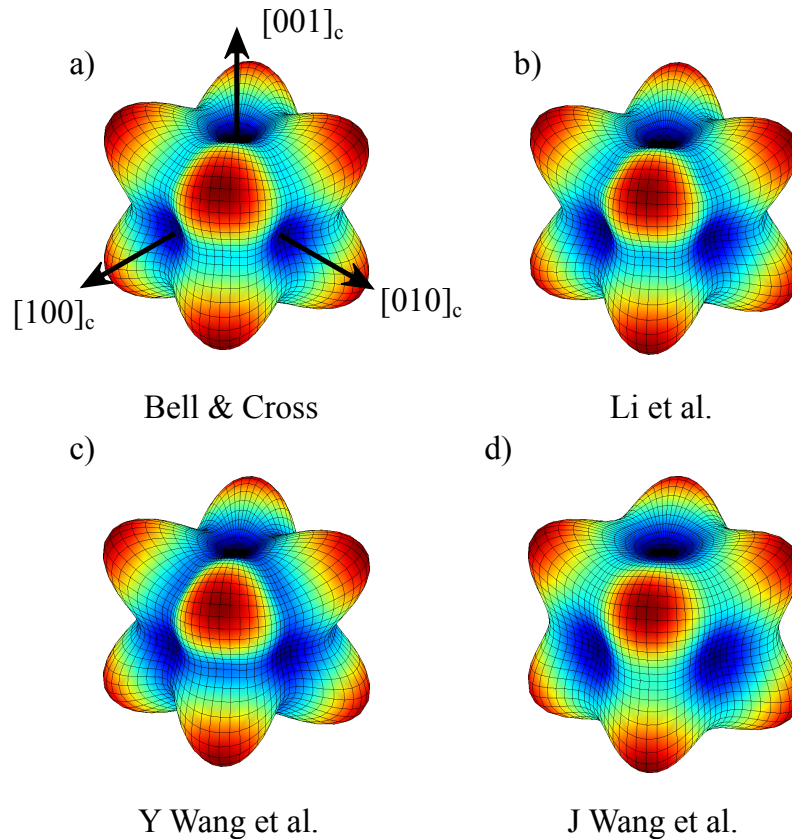 [001]c
a)
b)
[100]c
[010]c
Bell & Cross
Li et al.
c)
d)
Y Wang et al.
J Wang et al.